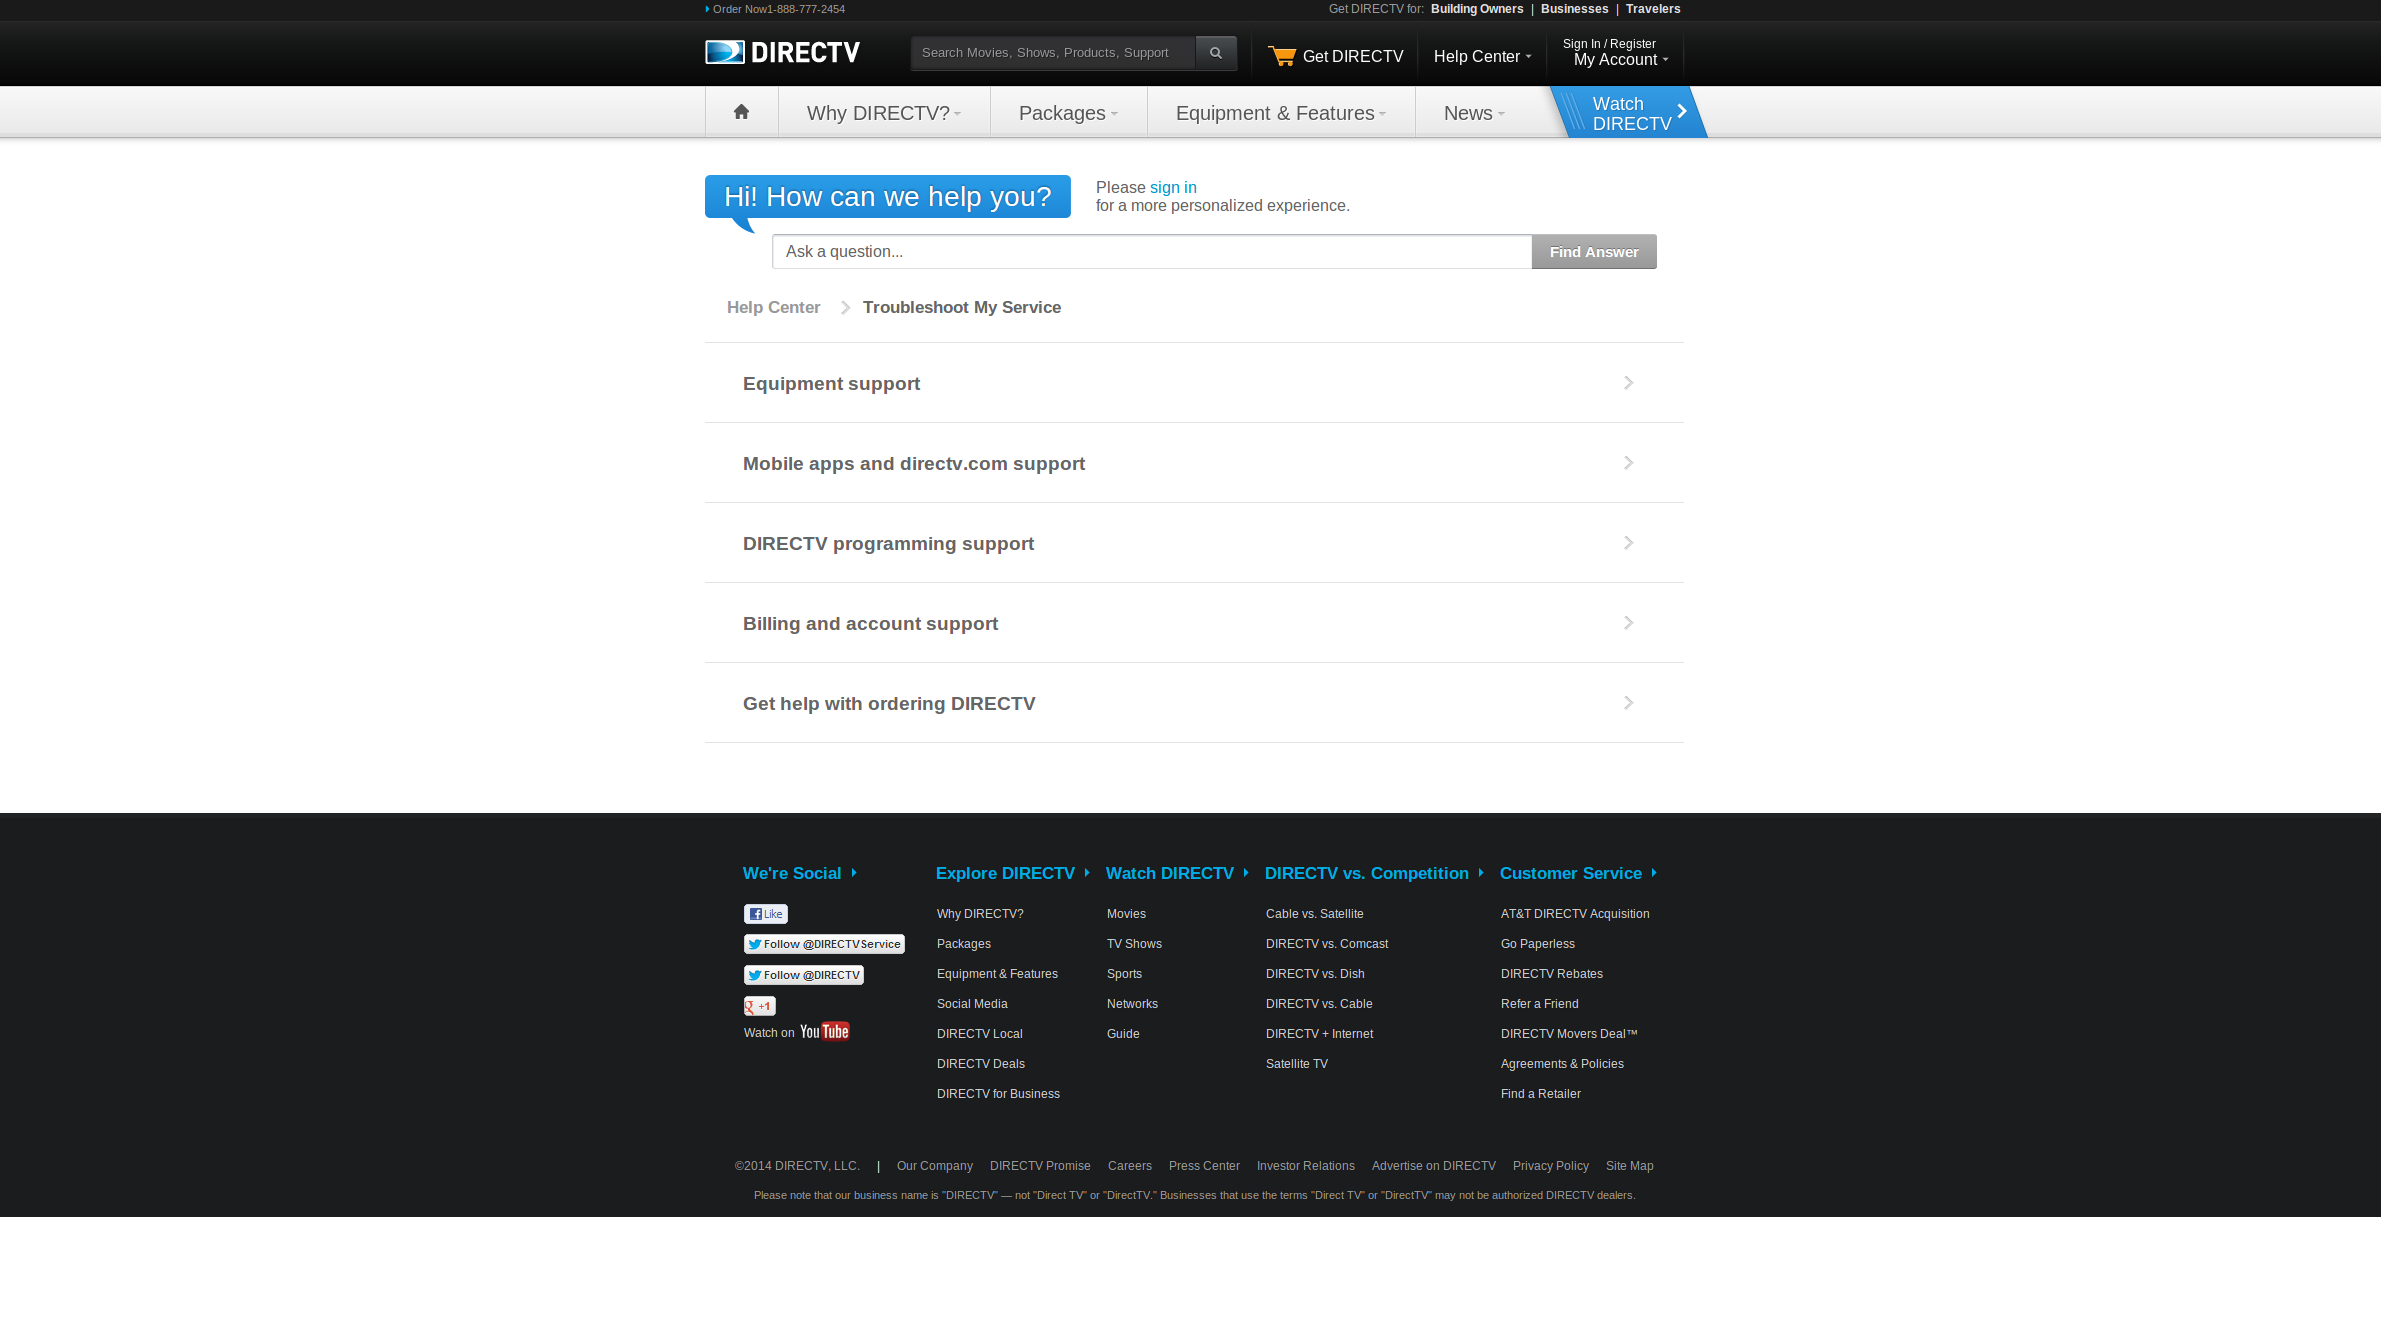 Order Now1-888-777-2454
Get DIRECTV for: Building Owners | Businesses | Travelers
DIRECTV
Search Movies, Shows, Products, Support
Get DIRECTV
Help Center
Sign In / Register
My Account
Why DIRECTV?
Packages
Equipment & Features
News
Watch
DIRECTV
Hi! How can we help you?
Please sign in
for a more personalized experience.
Ask a question...
Find Answer
Help Center
Troubleshoot My Service
Equipment support
Mobile apps and directv.com support
DIRECTV programming support
Billing and account support
Get help with ordering DIRECTV
We're Social
Like
Follow @DIRECTVService
Follow @DIRECTV
g +1
Watch on YouTube
Explore DIRECTV
Why DIRECTV?
Packages
Equipment & Features
Social Media
DIRECTV Local
DIRECTV Deals
DIRECTV for Business
Watch DIRECTV
Movies
TV Shows
Sports
Networks
Guide
DIRECTV vs. Competition
Cable vs. Satellite
DIRECTV vs. Comcast
DIRECTV vs. Dish
DIRECTV vs. Cable
DIRECTV + Internet
Satellite TV
Customer Service
AT&T DIRECTV Acquisition
Go Paperless
DIRECTV Rebates
Refer a Friend
DIRECTV Movers Deal™
Agreements & Policies
Find a Retailer
©2014 DIRECTV, LLC. | Our Company DIRECTV Promise Careers Press Center Investor Relations Advertise on DIRECTV Privacy Policy Site Map
Please note that our business name is "DIRECTV" — not "Direct TV" or "DirectTV." Businesses that use the terms "Direct TV" or "DirectTV" may not be authorized DIRECTV dealers.